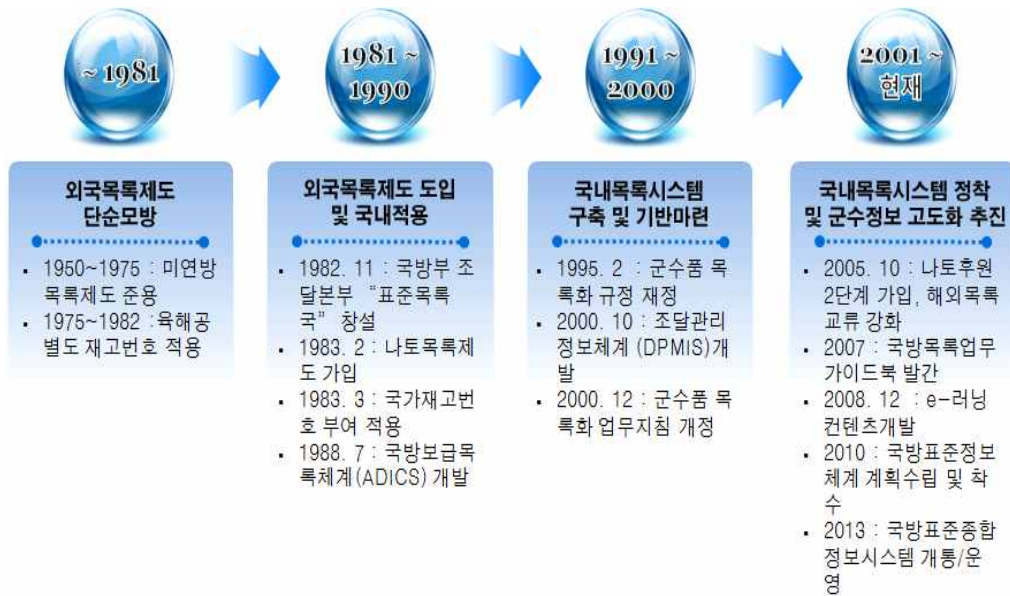 ~ 1981
1981 ~
1990
1991 ~
2000
2001 ~
현재
외국목록제도
단순모방
• 1950~1975 : 미연방
목록제도 준용
• 1975~1982 :육해공
별도 재고번호 적용
외국목록제도 도입
및 국내적용
• 1982. 11 : 국방부 조
달본부 “표준목록
국” 창설
• 1983. 2 : 나토목록제
도 가입
• 1983. 3 : 국가재고번
호 부여 적용
• 1988. 7 : 국방보급목
록체계(ADICS) 개발
국내목록시스템
구축 및 기반마련
• 1995. 2 : 군수품 목
록화 규정 재정
• 2000. 10 : 조달관리
정보체계 (DPMIS)개
발
• 2000. 12 : 군수품 목
록화 업무지침 개정
국내목록시스템 정착
및 군수정보 고도화 추진
• 2005. 10 : 나토후원
2단계 가입, 해외목록
교류 강화
• 2007 : 국방목록업무
가이드북 발간
• 2008. 12 : e-러닝
컨텐츠개발
• 2010 : 국방표준정보
체계 계획수립 및 착
수
• 2013 : 국방표준종합
정보시스템 개통/운
영